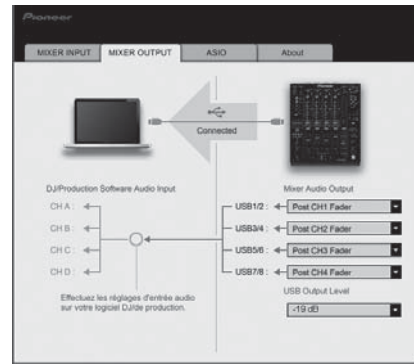 Pioneer
MIXER INPUT
MIXER OUTPUT
ASIO
About
Connected
DJ/Production Software Audio Input
Mixer Audio Output
CH A :
CH B :
CH C :
CH D :
USB1/2 :
Post CH1 Fader
USB3/4 :
Post CH2 Fader
USB5/6 :
Post CH3 Fader
USB7/8 :
Post CH4 Fader
Effectuez les réglages d'entrée audio
sur votre logiciel DJ/de production.
USB Output Level
-19 dB